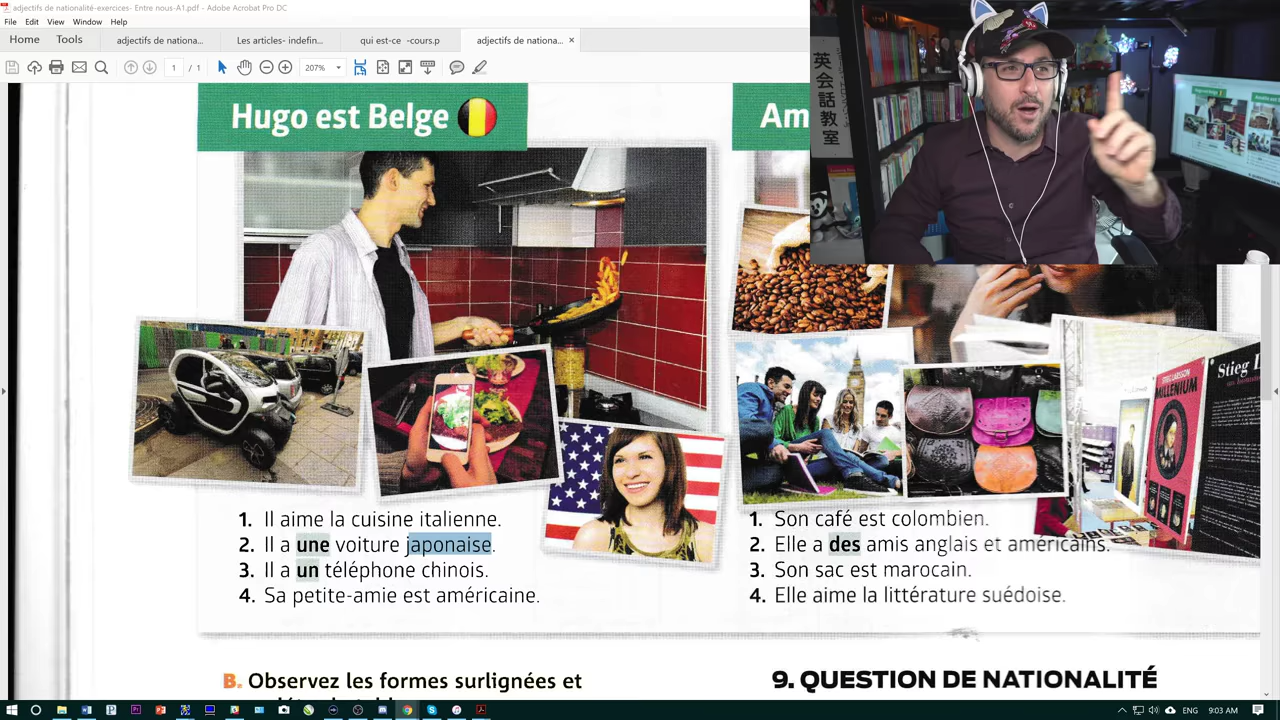 adjectifs de nationalité-exercices- Entre nous-A1.pdf - Adobe Acrobat Pro DC
File Edit View Window Help
Home Tools adjectifs de nationa... Les articles- indefin... qui est-ce -cours.p adjectifs de nationa... ×
1 / 1 207%
Hugo est Belge
Am
英会話教室
STIEG LARSSON
MILLENIUM
Stieg L
1. Il aime la cuisine italienne.
2. Il a une voiture japonaise.
3. Il a un téléphone chinois.
4. Sa petite-amie est américaine.
1. Son café est colombien.
2. Elle a des amis anglais et américains.
3. Son sac est marocain.
4. Elle aime la littérature suédoise.
B. Observez les formes surlignées et
9. QUESTION DE NATIONALITÉ
ENG 9:03 AM